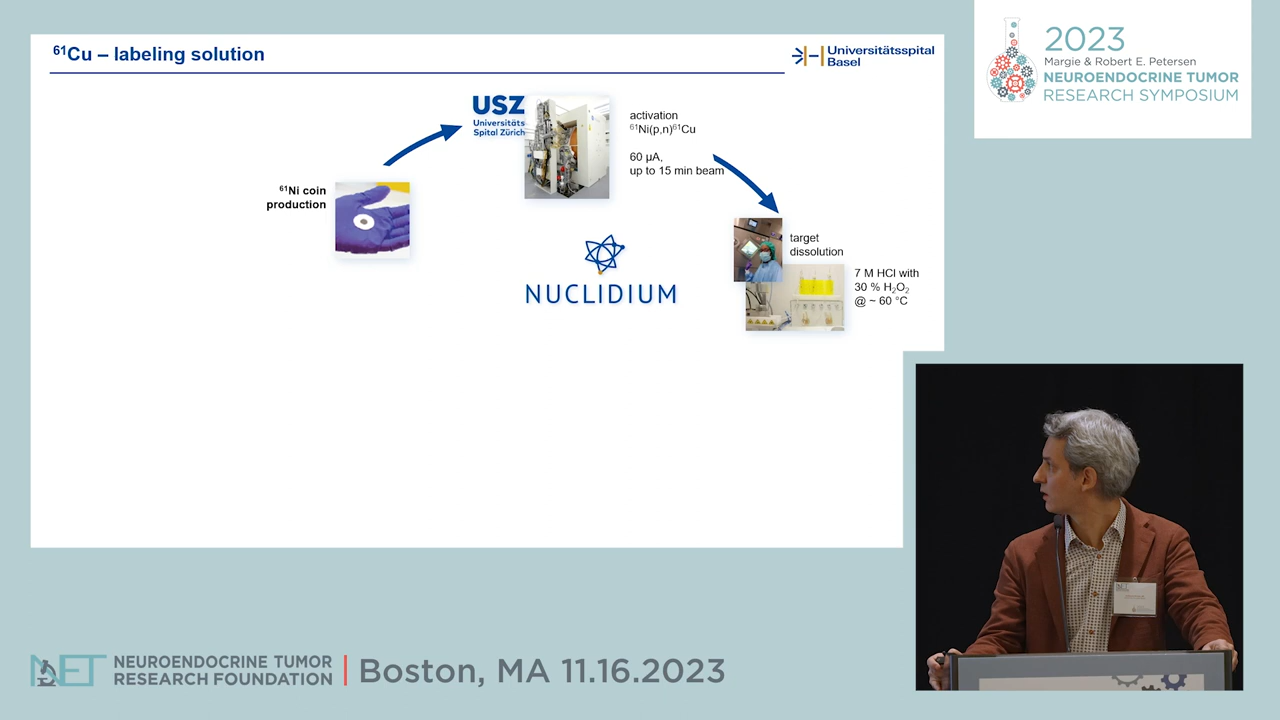 ⁶¹Cu – labeling solution
Universitätsspital
Basel
2023
Margie & Robert E. Petersen
NEUROENDOCRINE TUMOR
RESEARCH SYMPOSIUM
USZ
Universitäts
Spital Zürich
activation
⁶¹Ni(p,n)⁶¹Cu
60 µA,
up to 15 min beam
⁶¹Ni coin
production
target
dissolution
7 M HCl with
30 % H₂O₂
@ ~ 60 °C
NUCLIDIUM
NET
NEUROENDOCRINE TUMOR
RESEARCH FOUNDATION
Boston, MA 11.16.2023